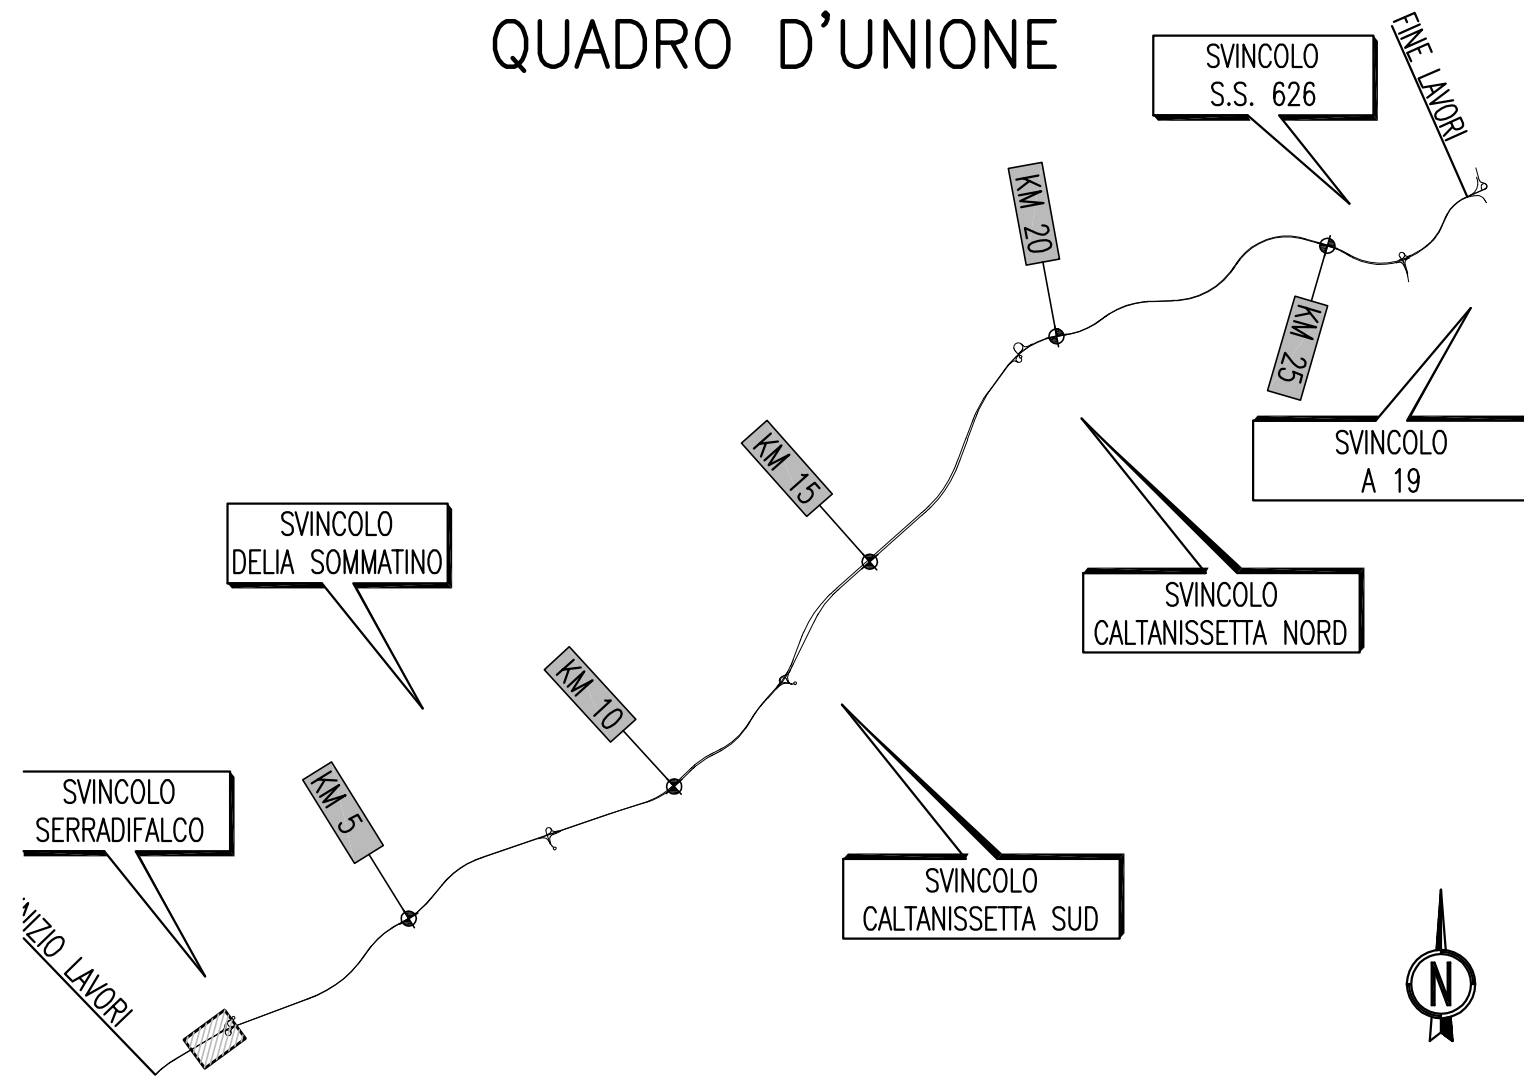 QUADRO D'UNIONE
SVINCOLO
S.S. 626
FINE LAVORI
KM 20
KM 25
SVINCOLO
A 19
KM 15
SVINCOLO
DELIA SOMMATINO
SVINCOLO
CALTANISSETTA NORD
KM 10
KM 5
SVINCOLO
SERRADIFALCO
SVINCOLO
CALTANISSETTA SUD
NIZIO LAVORI
N